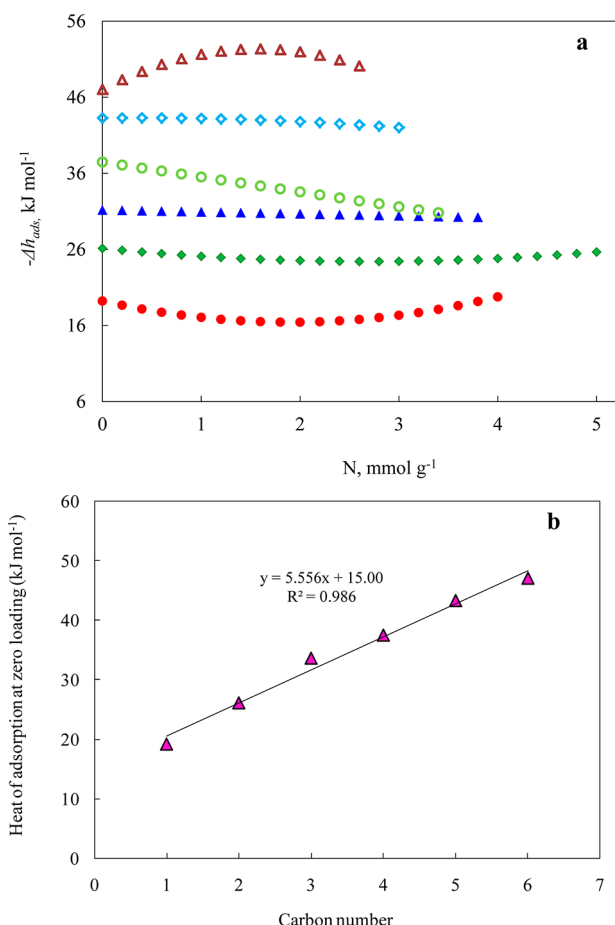 a
56
46
36
26
16
6
-Δh_ads, kJ mol⁻¹
0 1 2 3 4 5
N, mmol g⁻¹
b
60
50
40
30
20
10
0
Heat of adsorption at zero loading (kJ mol⁻¹)
y = 5.556x + 15.00
R² = 0.986
0 1 2 3 4 5 6 7
Carbon number